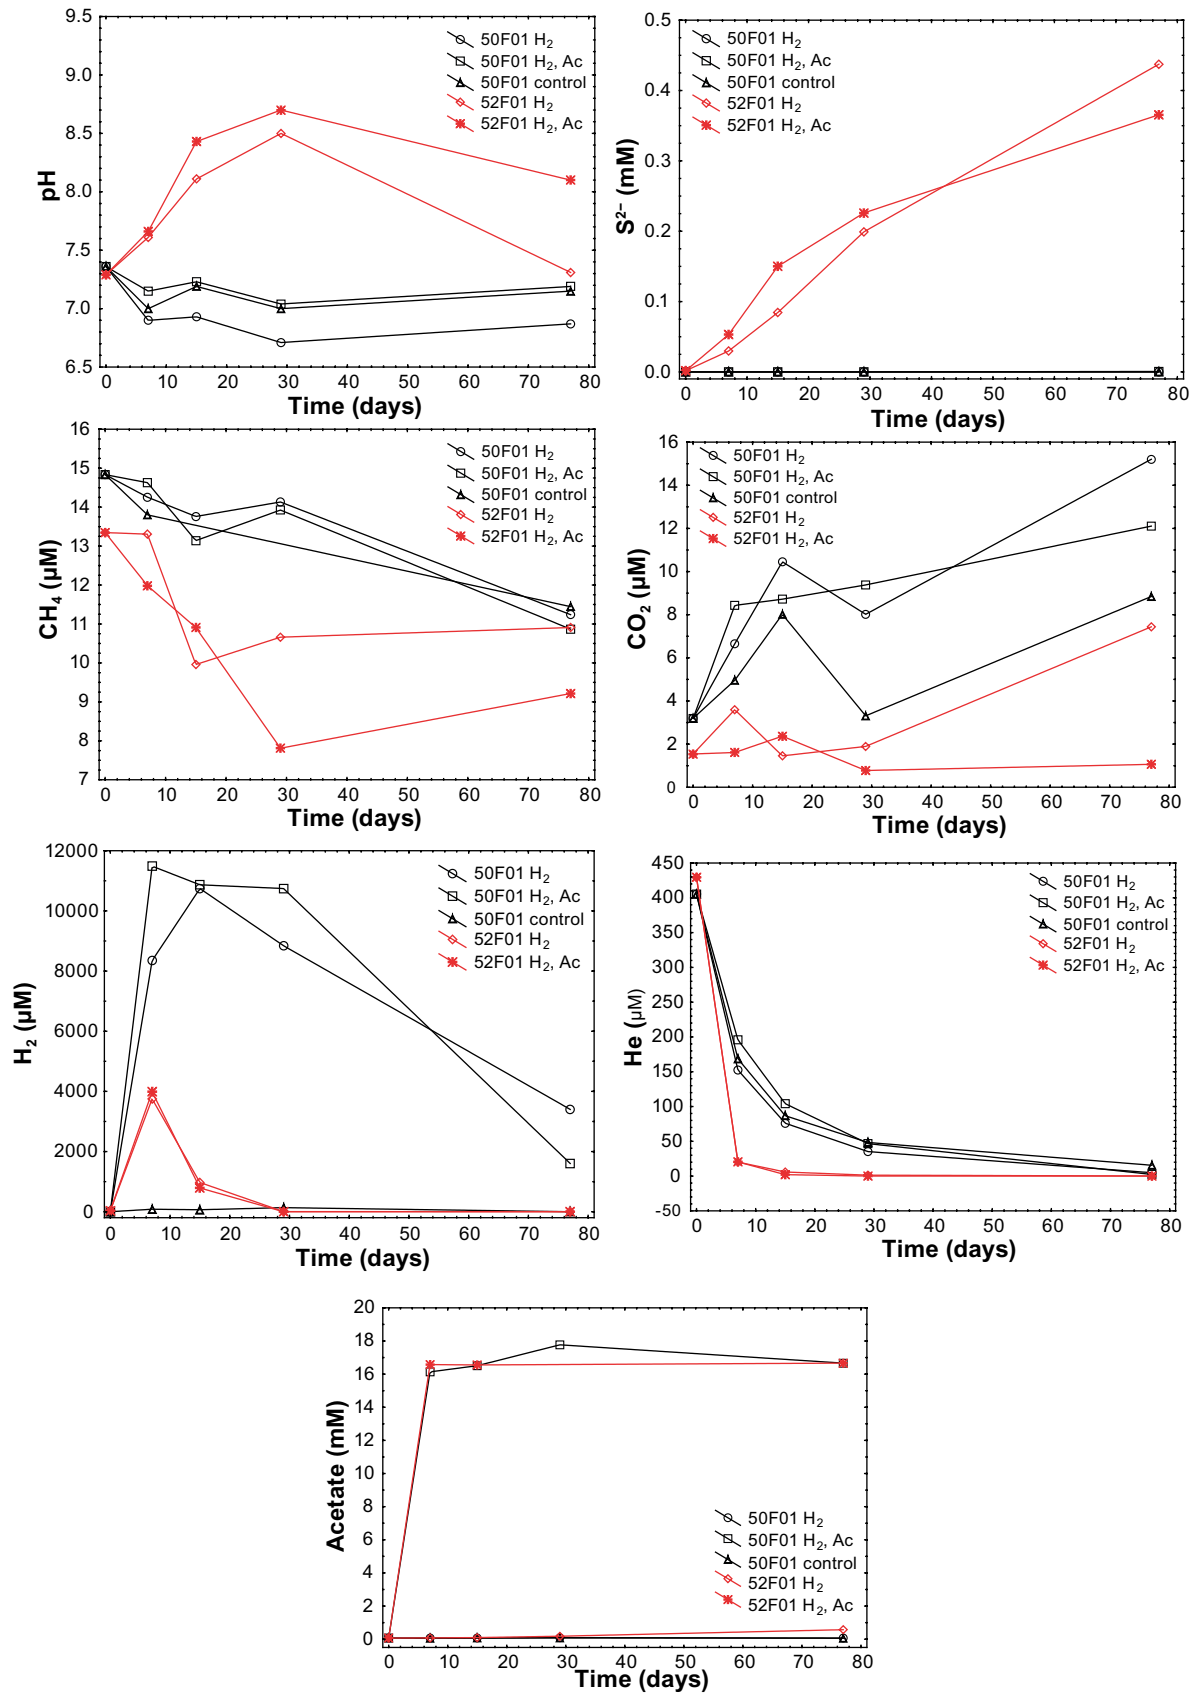 9.5
9.0
8.5
8.0
7.5
7.0
6.5
pH
0 10 20 30 40 50 60 70 80
Time (days)
50F01 H₂
50F01 H₂, Ac
50F01 control
52F01 H₂
52F01 H₂, Ac
0.5
0.4
0.3
0.2
0.1
0.0
S²⁻ (mM)
0 10 20 30 40 50 60 70 80
Time (days)
50F01 H₂
50F01 H₂, Ac
50F01 control
52F01 H₂
52F01 H₂, Ac
16
15
14
13
12
11
10
9
8
7
CH₄ (µM)
0 10 20 30 40 50 60 70 80
Time (days)
50F01 H₂
50F01 H₂, Ac
50F01 control
52F01 H₂
52F01 H₂, Ac
16
14
12
10
8
6
4
2
0
CO₂ (µM)
0 10 20 30 40 50 60 70 80
Time (days)
50F01 H₂
50F01 H₂, Ac
50F01 control
52F01 H₂
52F01 H₂, Ac
12000
10000
8000
6000
4000
2000
0
H₂ (µM)
0 10 20 30 40 50 60 70 80
Time (days)
50F01 H₂
50F01 H₂, Ac
50F01 control
52F01 H₂
52F01 H₂, Ac
450
400
350
300
250
200
150
100
50
0
-50
He (µM)
0 10 20 30 40 50 60 70 80
Time (days)
50F01 H₂
50F01 H₂, Ac
50F01 control
52F01 H₂
52F01 H₂, Ac
20
18
16
14
12
10
8
6
4
2
0
Acetate (mM)
0 10 20 30 40 50 60 70 80
Time (days)
50F01 H₂
50F01 H₂, Ac
50F01 control
52F01 H₂
52F01 H₂, Ac